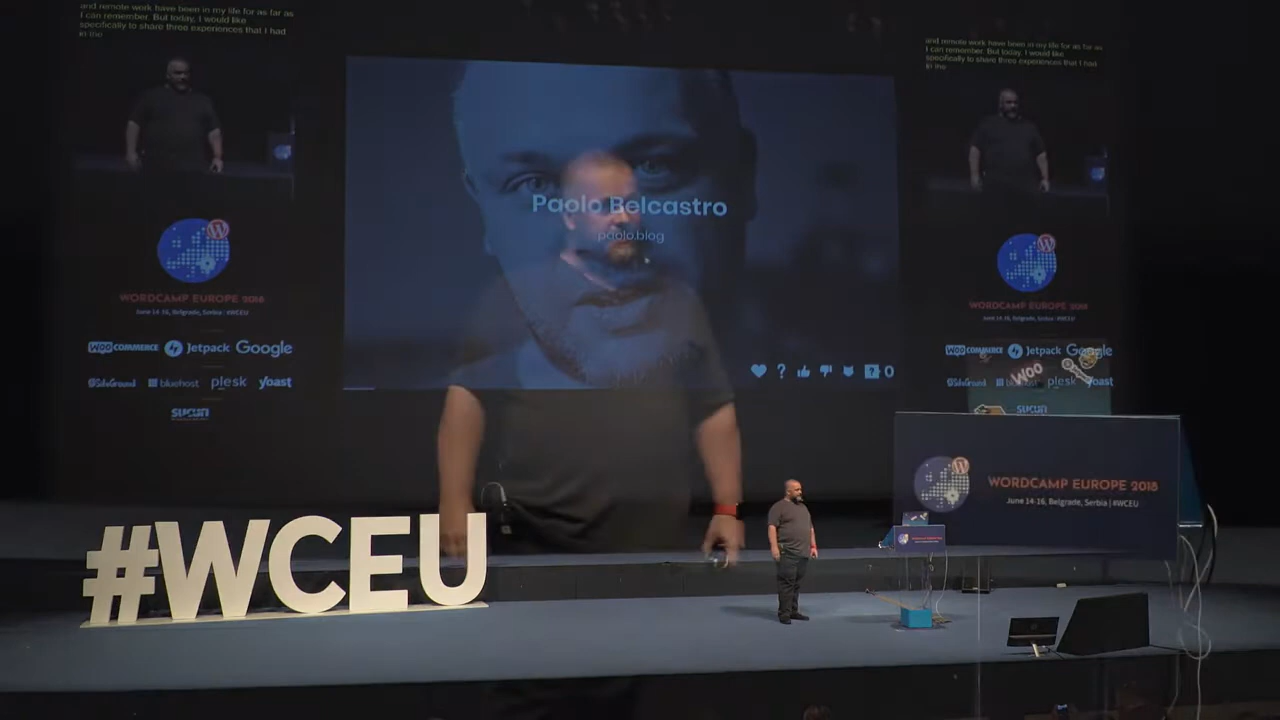 and remote work have been in my life for as far as
I can remember. But today, I would like
specifically to share three experiences that I had
in the
and remote work have been in my life for as far as
I can remember. But today, I would like
specifically to share three experiences that I had
in the
Paolo Belcastro
paolo.blog
0
WORDCAMP EUROPE 2018
June 14-16, Belgrade, Serbia | #WCEU
WOO COMMERCE Jetpack Google
SiteGround bluehost plesk yoast
SUCURI
WORDCAMP EUROPE 2018
June 14-16, Belgrade, Serbia | #WCEU
WOO COMMERCE Jetpack Google
WOO
SiteGround plesk yoast
SUCURI
WORDCAMP EUROPE 2018
June 14-16, Belgrade, Serbia | #WCEU
#WCEU